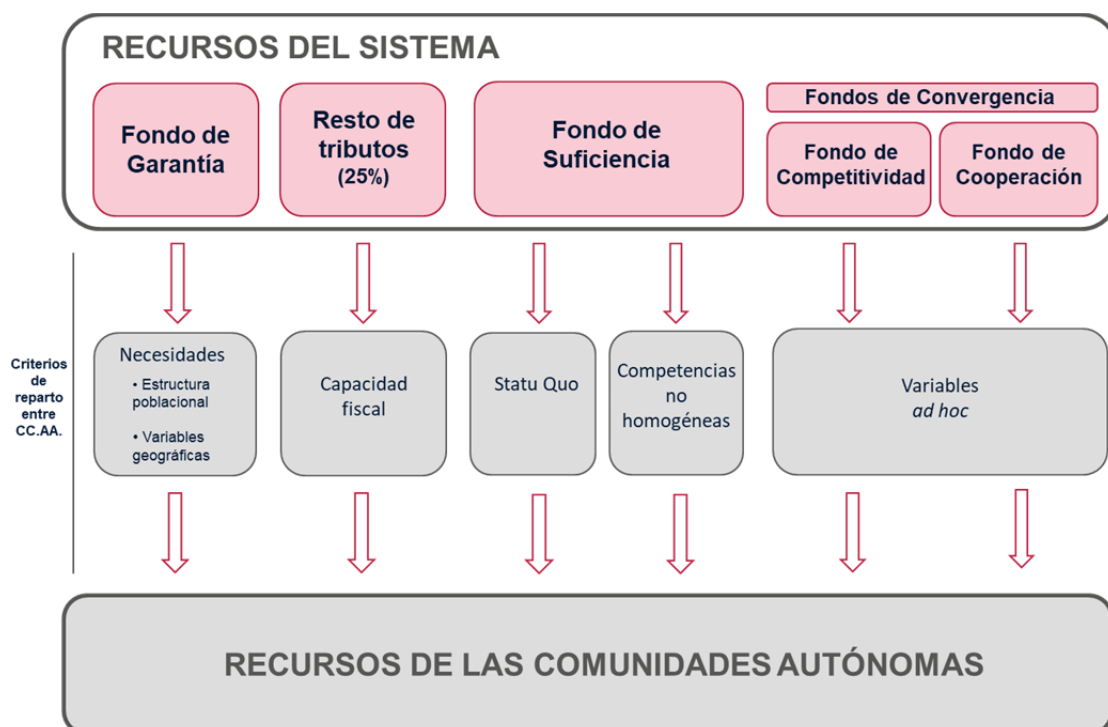 RECURSOS DEL SISTEMA
Fondo de
Garantía
Resto de
tributos
(25%)
Fondo de
Suficiencia
Fondos de Convergencia
Fondo de
Competitividad
Fondo de
Cooperación
Criterios
de
reparto
entre
CC.AA.
Necesidades
• Estructura
poblacional
• Variables
geográficas
Capacidad
fiscal
Statu Quo
Competencias
no
homogéneas
Variables
ad hoc
RECURSOS DE LAS COMUNIDADES AUTÓNOMAS